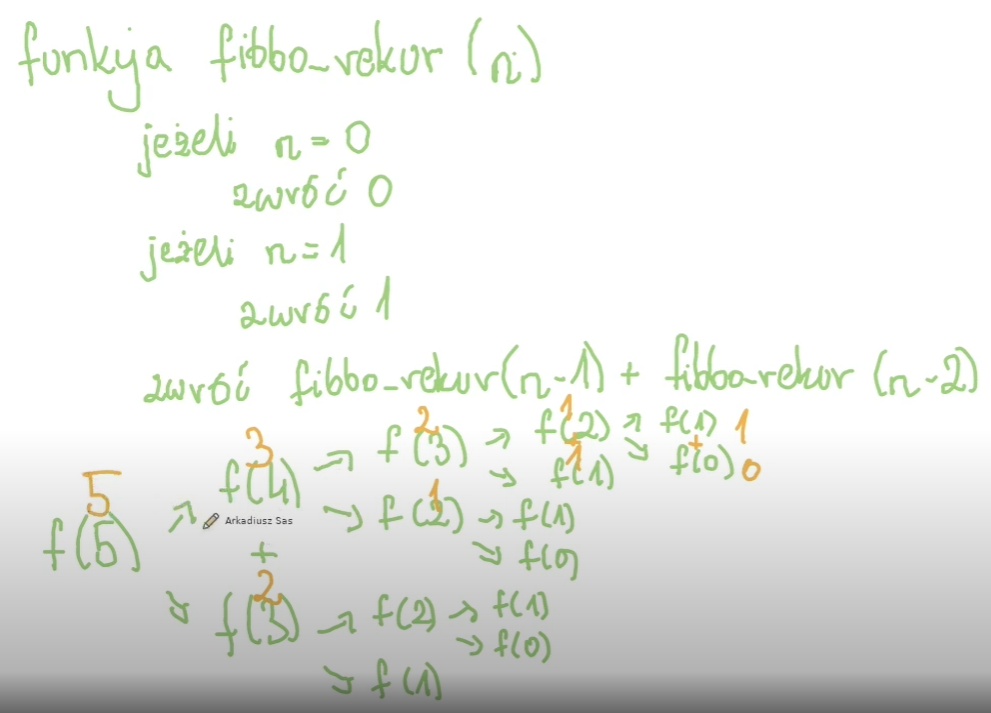 funkja fibbo_rekur (n)
jeżeli n = 0
zwróć 0
jeżeli n = 1
zwróć 1
zwróć fibbo_rekur(n-1) + fibbo_rekur (n-2)
3 2 1
f(4) → f(3) → f(2) → f(1) 1
+ +
1
→ f(1) → f(0) 0
5 1
f(5) → f(2) → f(1)
Arkadiusz Sas
+ → f(0)
2
f(3) → f(2) → f(1)
→ f(0)
→ f(1)